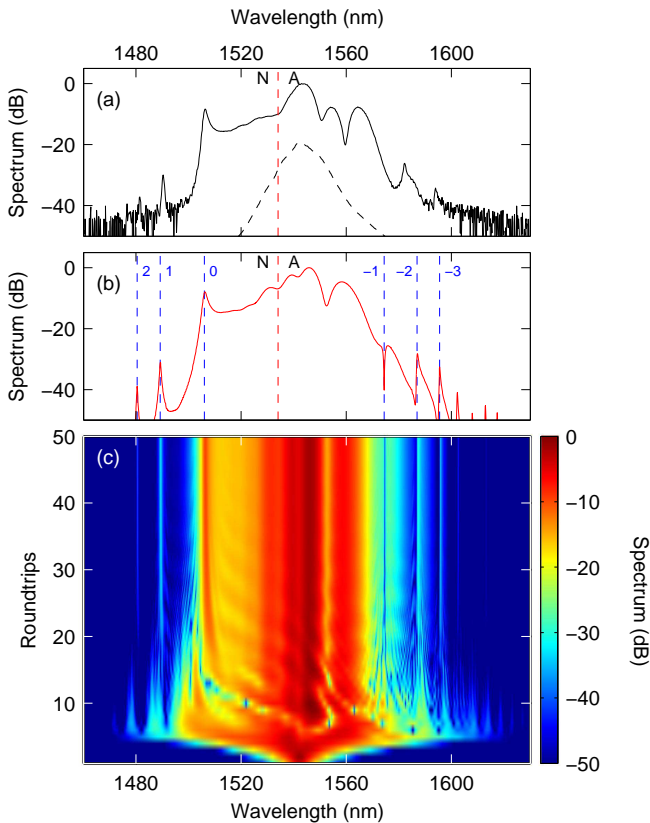 Wavelength (nm)
1480 1520 1560 1600
0
−20
−40
Spectrum (dB)
(a)
N A
0
−20
−40
Spectrum (dB)
(b)
N A
2 1 0 −1 −2 −3
50
40
30
20
10
Roundtrips
(c)
0
−10
−20
−30
−40
−50
Spectrum (dB)
1480 1520 1560 1600
Wavelength (nm)